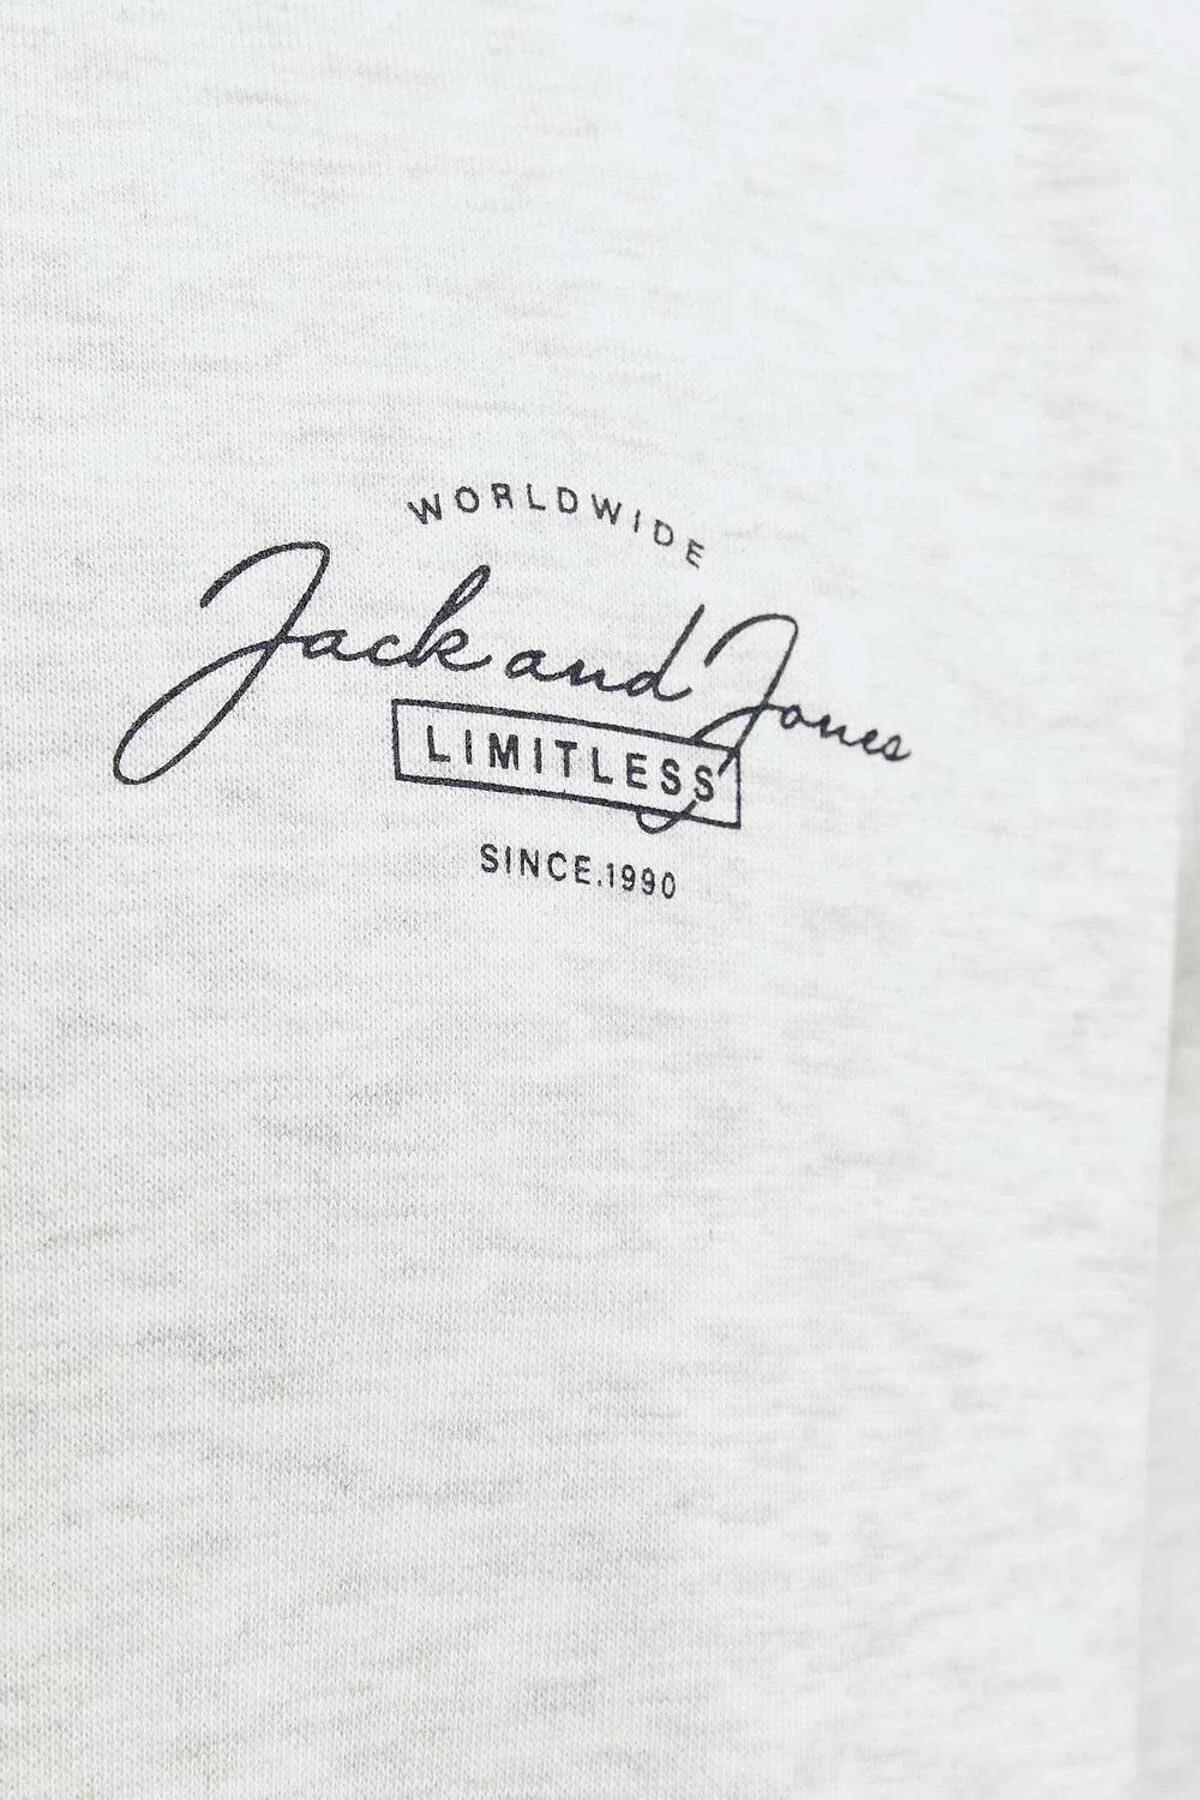 WORLDWIDE
Jack and Jones
LIMITLESS
SINCE.1990